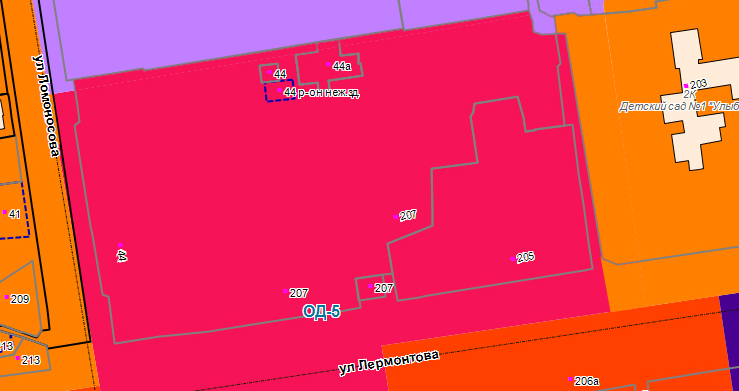 ул Ломоносова
44
44а
44 р-он неж.зд.
203
2К
Детский сад №1 "Улыб
41
207
44
205
207
207
209
ОД-5
13
213
ул Лермонтова
206а